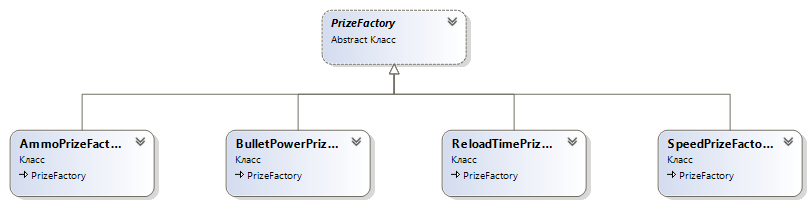 PrizeFactory
Abstract Класс
AmmoPrizeFact...
Класс
PrizeFactory
BulletPowerPriz...
Класс
PrizeFactory
ReloadTimePriz...
Класс
PrizeFactory
SpeedPrizeFacto...
Класс
PrizeFactory